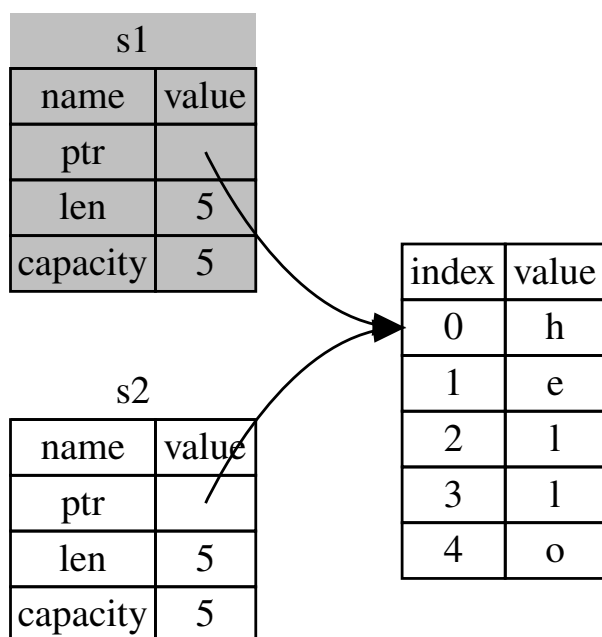 s1
name value
ptr
len 5
capacity 5
s2
name value
ptr
len 5
capacity 5
index value
0 h
1 e
2 l
3 l
4 o